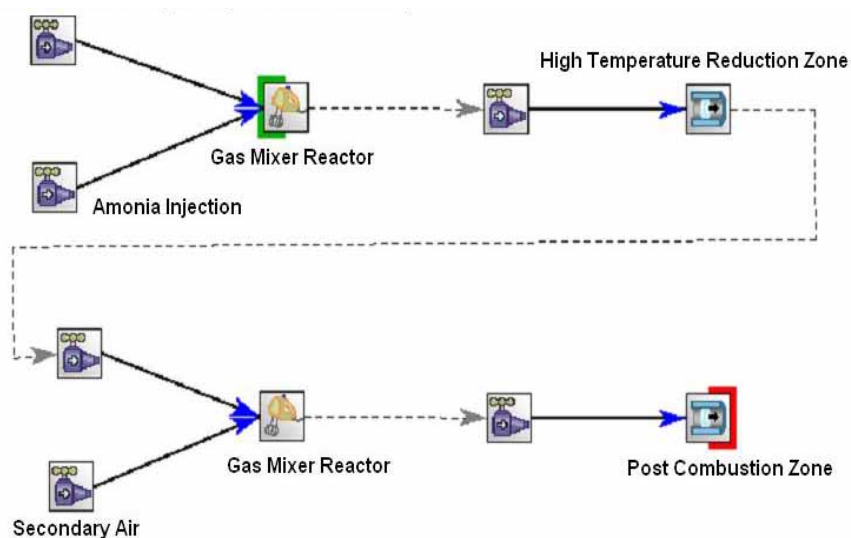 High Temperature Reduction Zone
Gas Mixer Reactor
Amonia Injection
Gas Mixer Reactor
Post Combustion Zone
Secondary Air